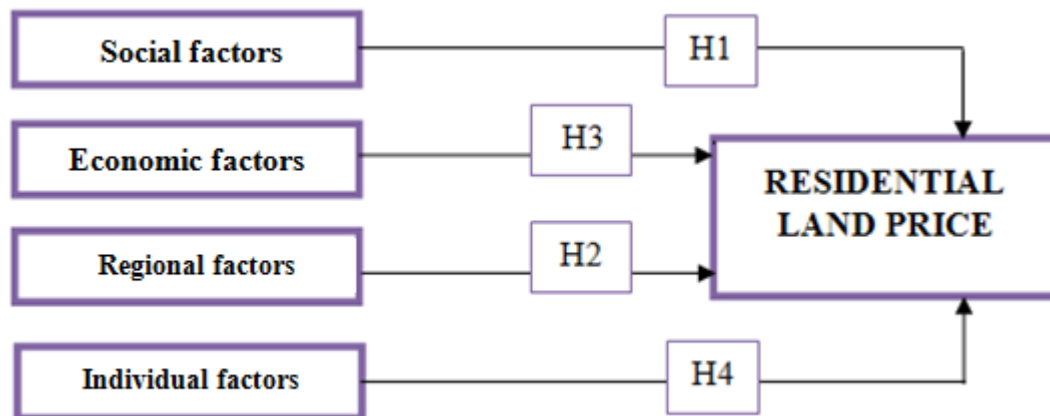 Social factors
H1
Economic factors
H3
RESIDENTIAL
LAND PRICE
Regional factors
H2
Individual factors
H4